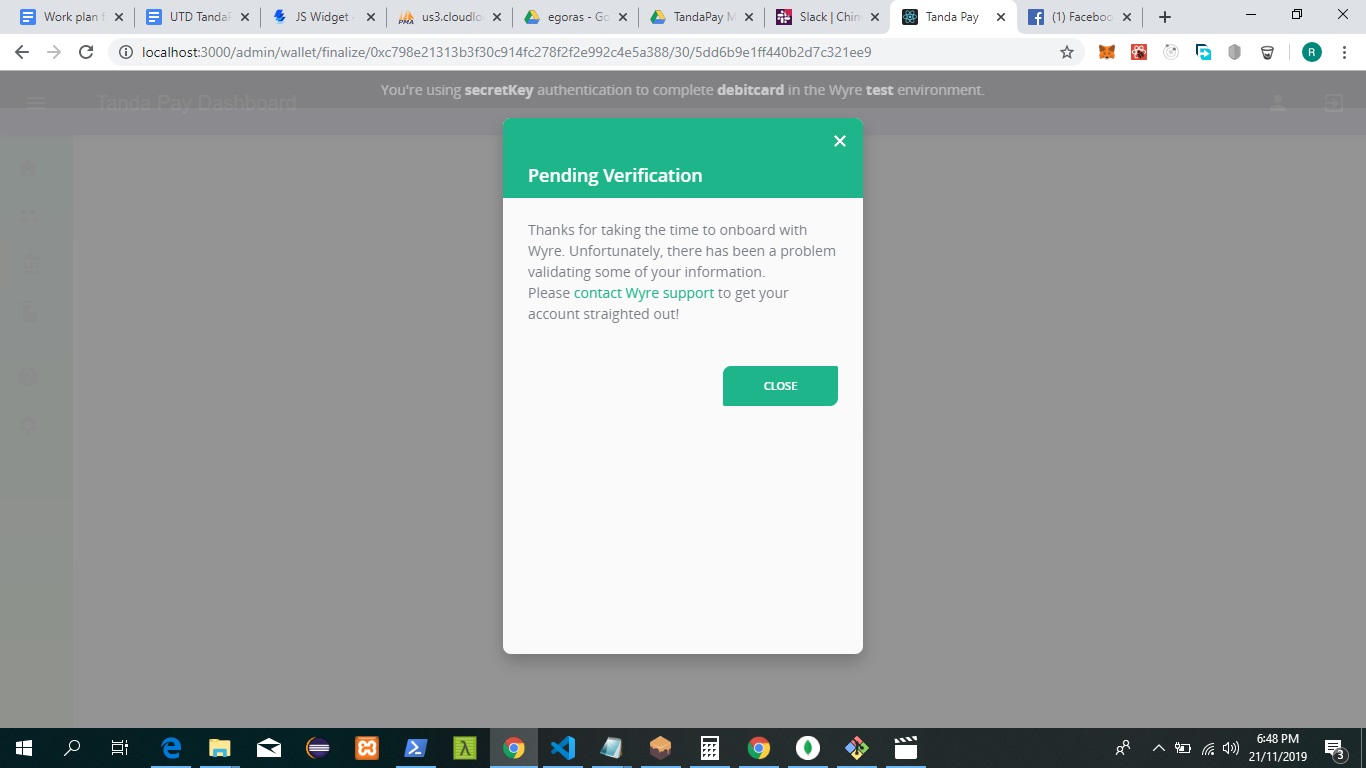 Work plan f
UTD TandaP
JS Widget
us3.cloudlo
egoras - Go
TandaPay M
Slack | Chin
Tanda Pay
(1) Faceboo
localhost:3000/admin/wallet/finalize/0xc798e21313b3f30c914fc278f2f2e992c4e5a388/30/5dd6b9e1ff440b2d7c321ee9
R
Tanda Pay Dashboard
You're using secretKey authentication to complete debitcard in the Wyre test environment.
Pending Verification
Thanks for taking the time to onboard with
Wyre. Unfortunately, there has been a problem
validating some of your information.
Please contact Wyre support to get your
account straighted out!
CLOSE
6:48 PM
21/11/2019
3